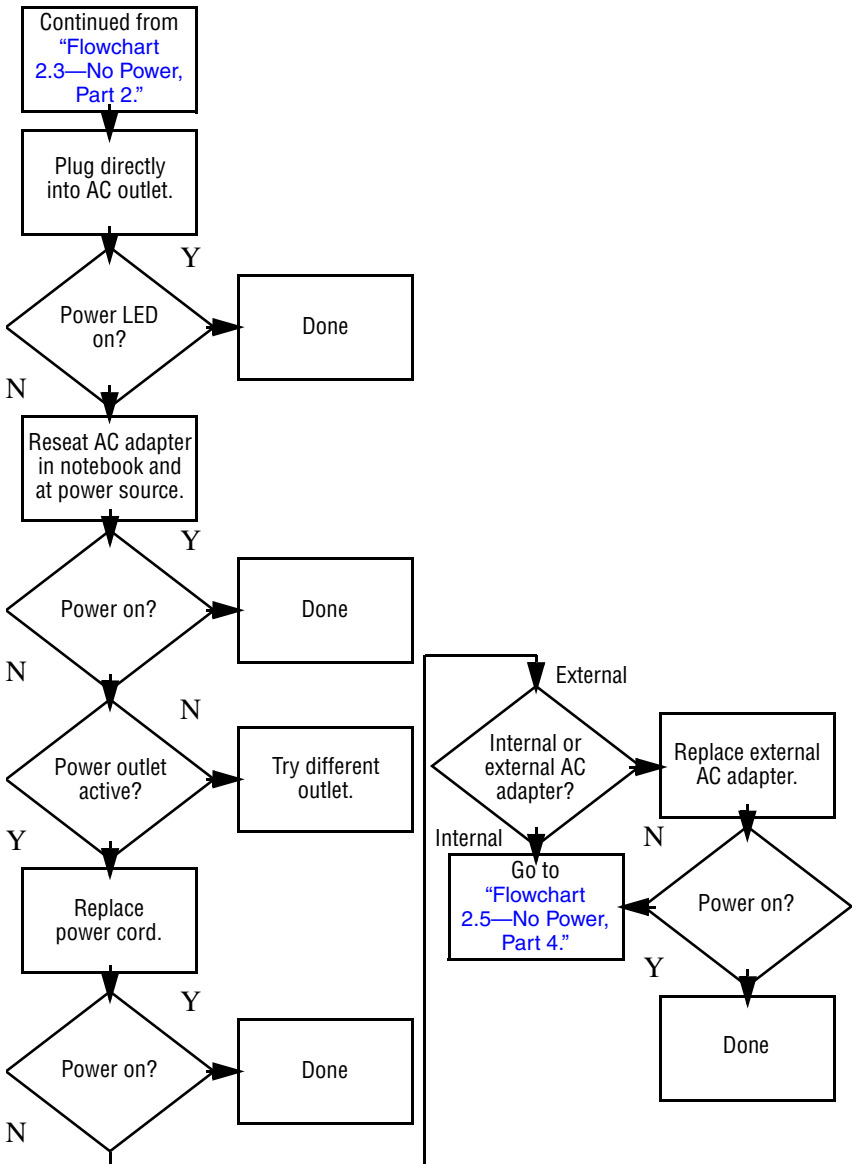 Continued from
“Flowchart
2.3—No Power,
Part 2.”
Plug directly
into AC outlet.
Y
Power LED
on?
Done
N
Reseat AC adapter
in notebook and
at power source.
Y
Power on?
Done
N
N
Power outlet
active?
Try different
outlet.
Y
Replace
power cord.
Y
Power on?
Done
N
External
Internal or
external AC
adapter?
Replace external
AC adapter.
Internal
Go to
“Flowchart
2.5—No Power,
Part 4.”
N
Power on?
Y
Done